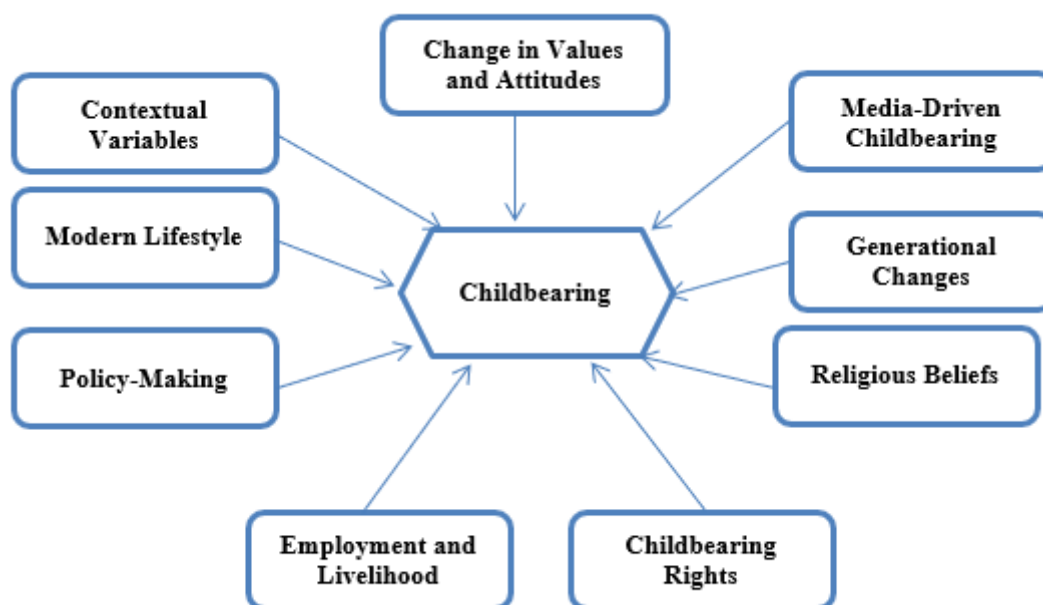 Change in Values
and Attitudes
Contextual
Variables
Media-Driven
Childbearing
Modern Lifestyle
Generational
Changes
Childbearing
Policy-Making
Religious Beliefs
Employment and
Livelihood
Childbearing
Rights